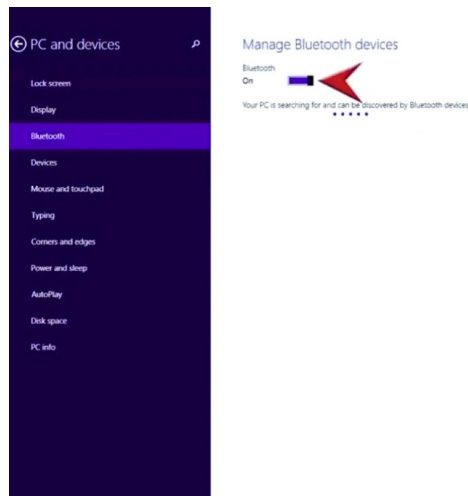 PC and devices
Lock screen
Display
Bluetooth
Devices
Mouse and touchpad
Typing
Corners and edges
Power and sleep
AutoPlay
Disk space
PC info
Manage Bluetooth devices
Bluetooth
On
Your PC is searching for and can be discovered by Bluetooth devices